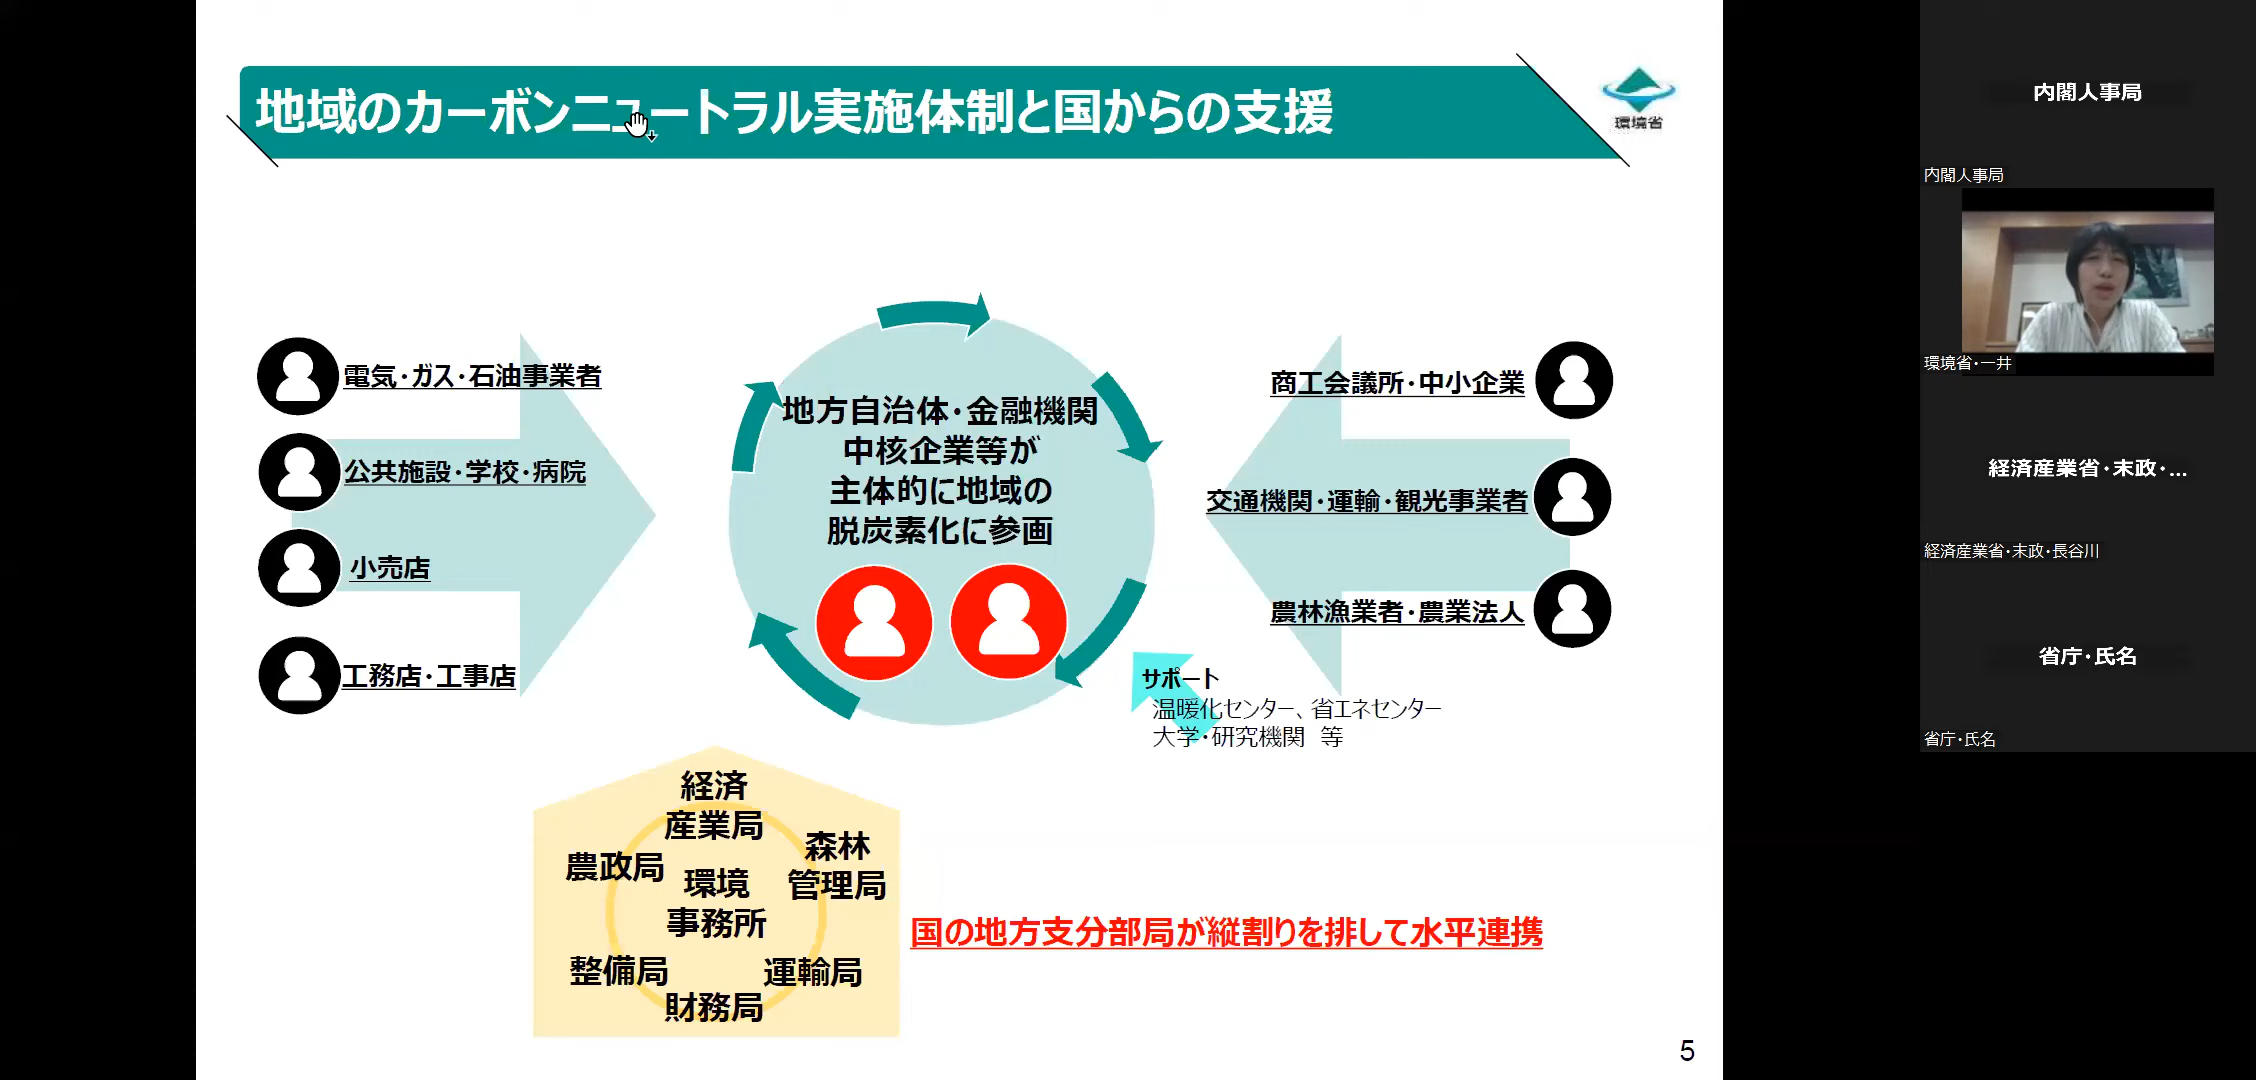 地域のカーボンニュートラル実施体制と国からの支援
環境省
電気・ガス・石油事業者
公共施設・学校・病院
小売店
工務店・工事店
地方自治体・金融機関
中核企業等が
主体的に地域の
脱炭素化に参画
商工会議所・中小企業
交通機関・運輸・観光事業者
農林漁業者・農業法人
サポート
温暖化センター、省エネセンター
大学・研究機関 等
経済
産業局
農政局
森林
管理局
環境
事務所
整備局
運輸局
財務局
国の地方支分部局が縦割りを排して水平連携
5
内閣人事局
内閣人事局
環境省・一井
経済産業省・末政・...
経済産業省・末政・長谷川
省庁・氏名
省庁・氏名